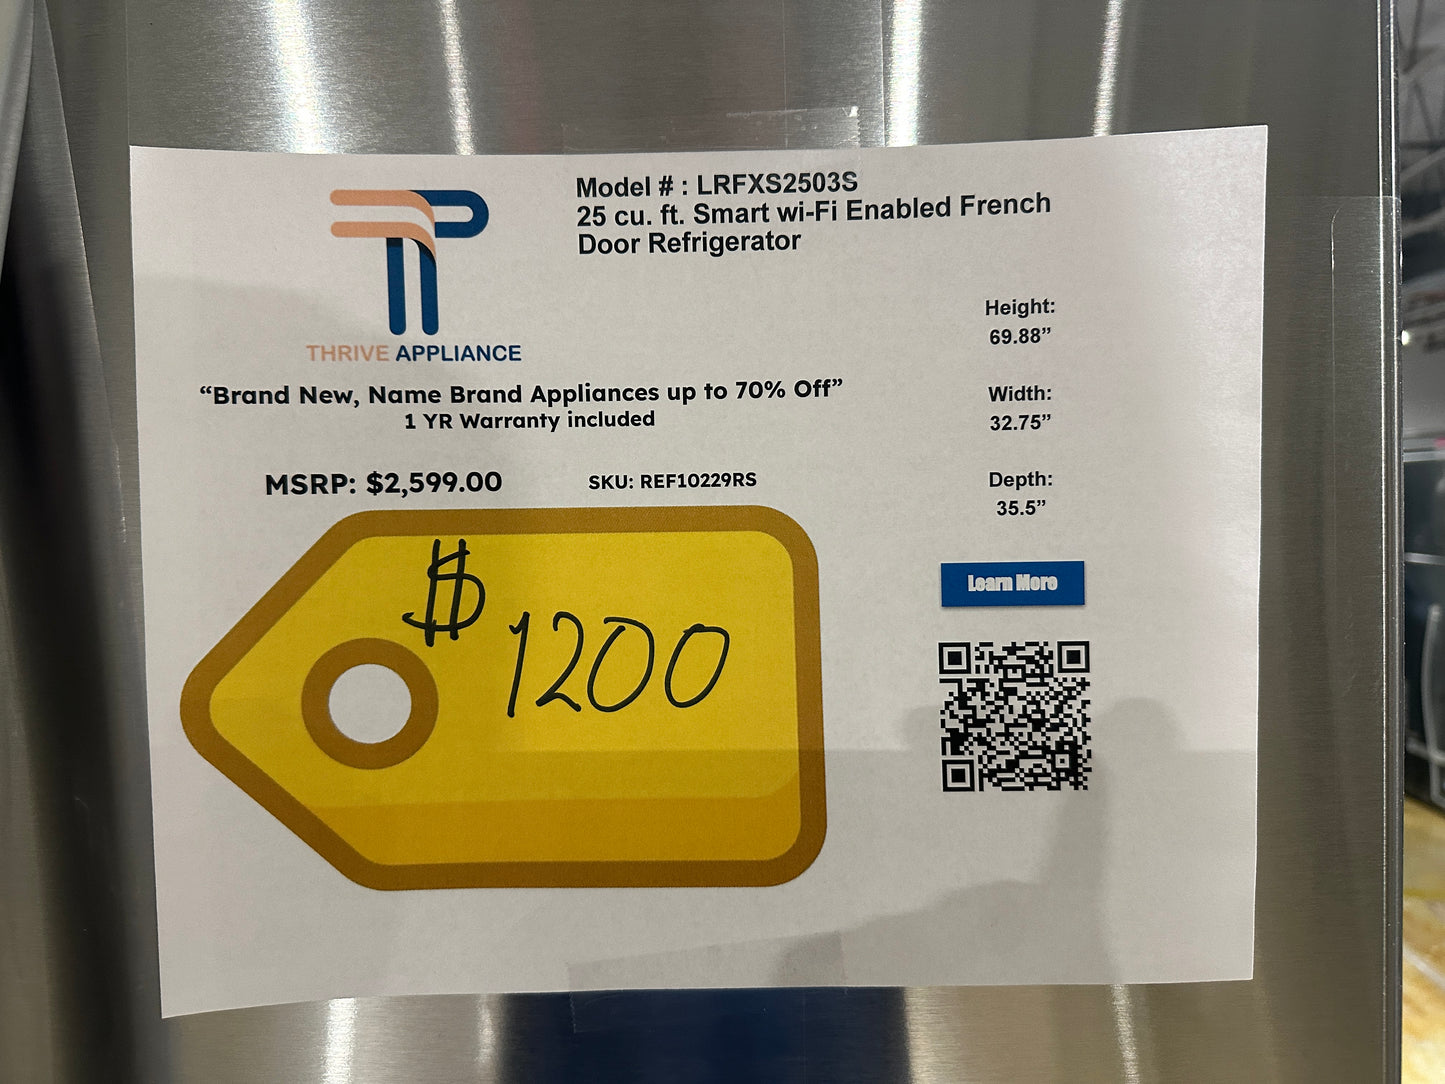 Model # : LRFXS2503S
25 cu. ft. Smart wi-Fi Enabled French
Door Refrigerator
THRIVE APPLIANCE
“Brand New, Name Brand Appliances up to 70% Off”
1 YR Warranty included
MSRP: $2,599.00
SKU: REF10229RS
$ 1200
Height:
69.88”
Width:
32.75”
Depth:
35.5”
Learn More